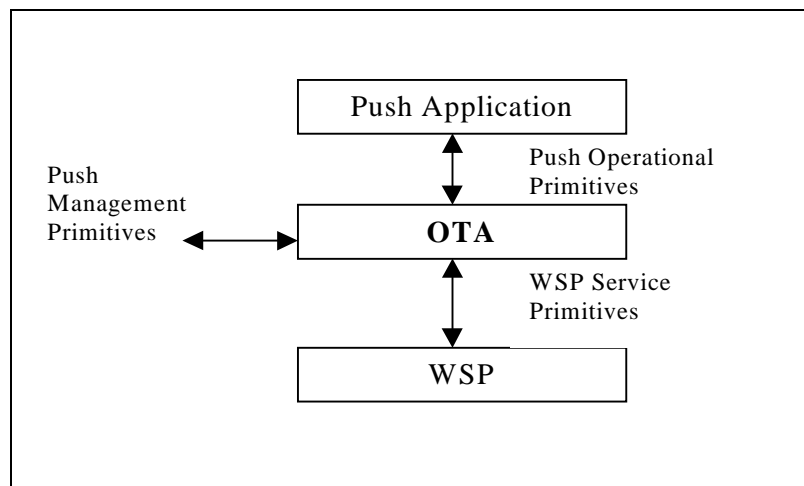 Push Application
Push Operational
Primitives
Push
Management
Primitives
OTA
WSP Service
Primitives
WSP